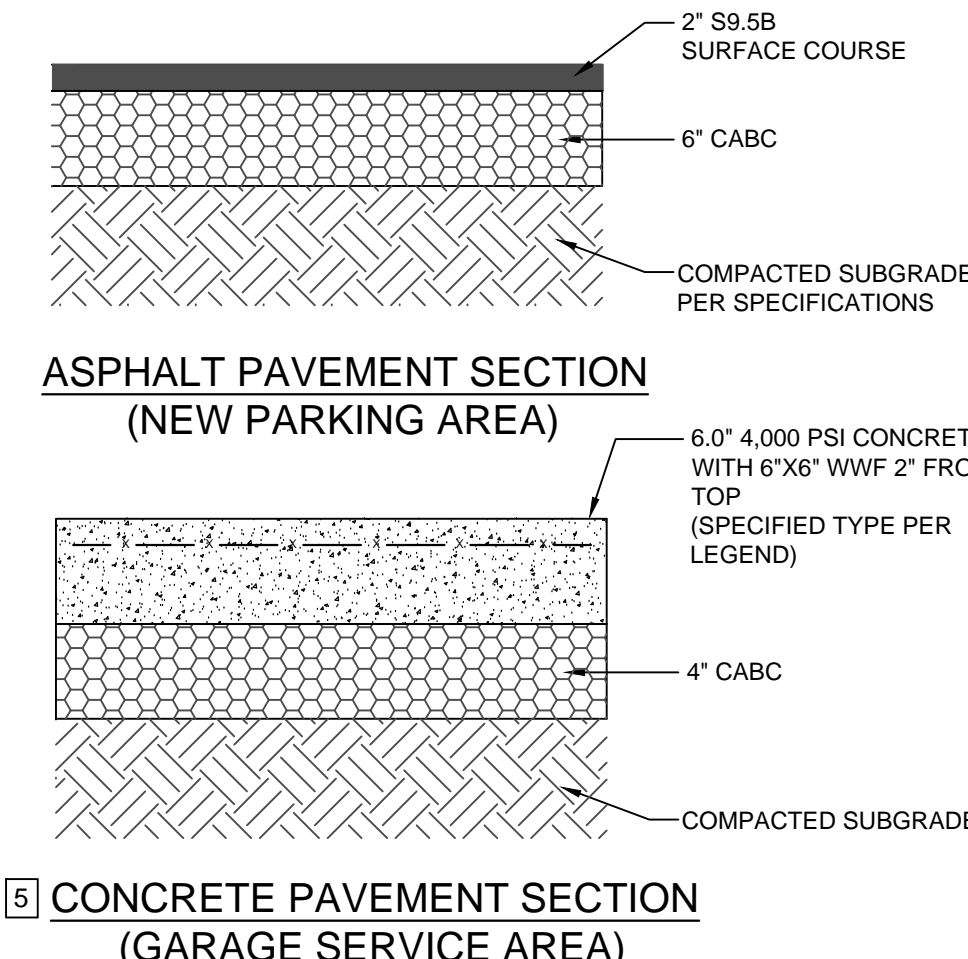 2" S9.5B
SURFACE COURSE
6" CABC
COMPACTED SUBGRADE
PER SPECIFICATIONS
ASPHALT PAVEMENT SECTION
(NEW PARKING AREA)
6.0" 4,000 PSI CONCRET
WITH 6"X6" WWF 2" FRO
TOP
(SPECIFIED TYPE PER
LEGEND)
x x x x x x
4" CABC
COMPACTED SUBGRADE
5 CONCRETE PAVEMENT SECTION
(GARAGE SERVICE AREA)